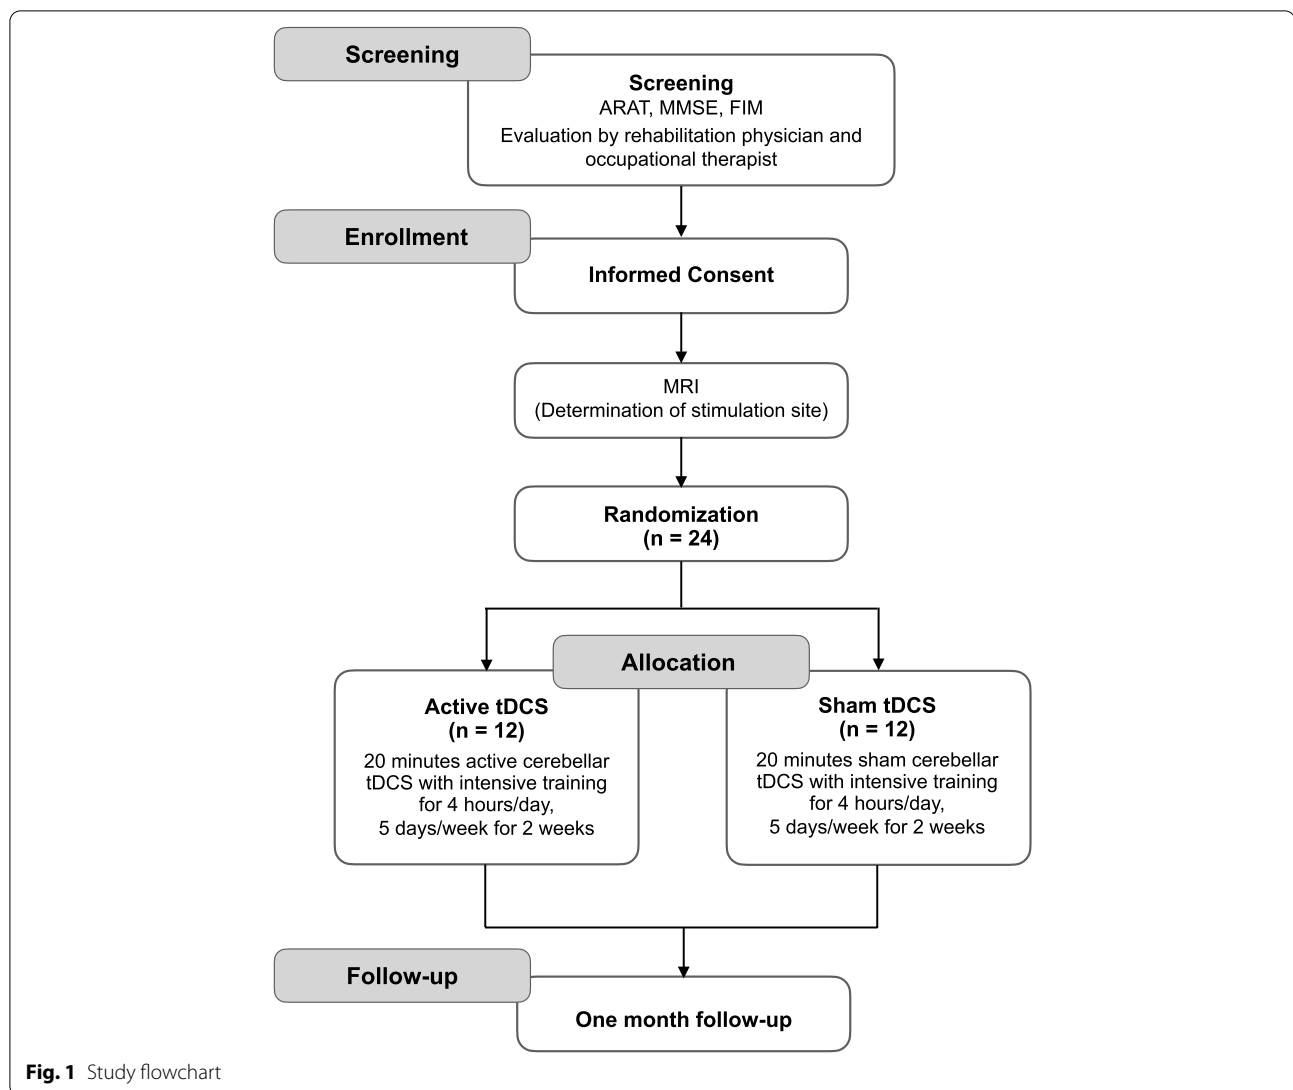 Screening
Screening
ARAT, MMSE, FIM
Evaluation by rehabilitation physician and
occupational therapist
Enrollment
Informed Consent
MRI
(Determination of stimulation site)
Randomization
(n = 24)
Allocation
Active tDCS
(n = 12)
20 minutes active cerebellar
tDCS with intensive training
for 4 hours/day,
5 days/week for 2 weeks
Sham tDCS
(n = 12)
20 minutes sham cerebellar
tDCS with intensive training
for 4 hours/day,
5 days/week for 2 weeks
Follow-up
One month follow-up
Fig. 1 Study flowchart